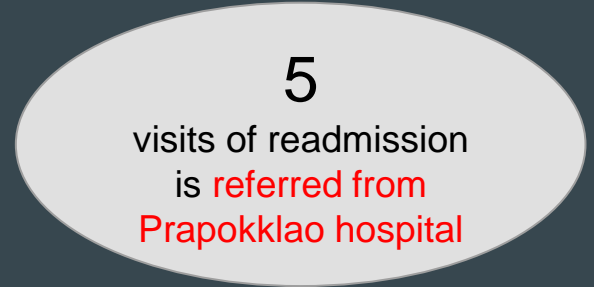 5
visits of readmission
is referred from
Prapokklao hospital